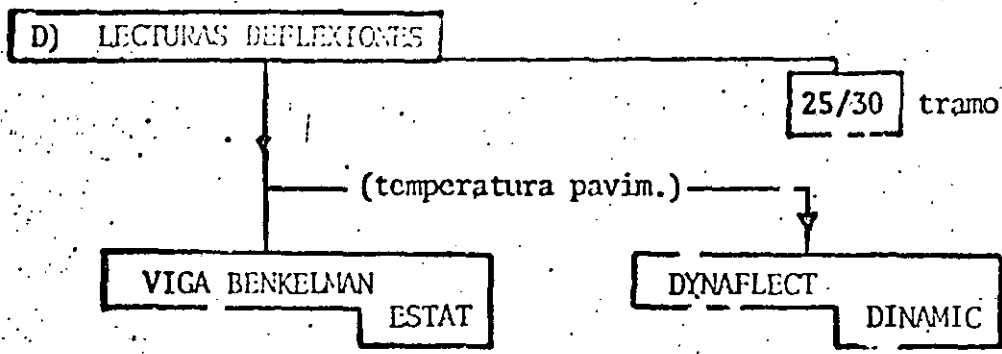 D) LECTURAS DEFLEXIONES
25/30 tramo
(temperatura pavim.)
VIGA BENKELMAN
ESTAT
DYNAFLECT
DINAMIC